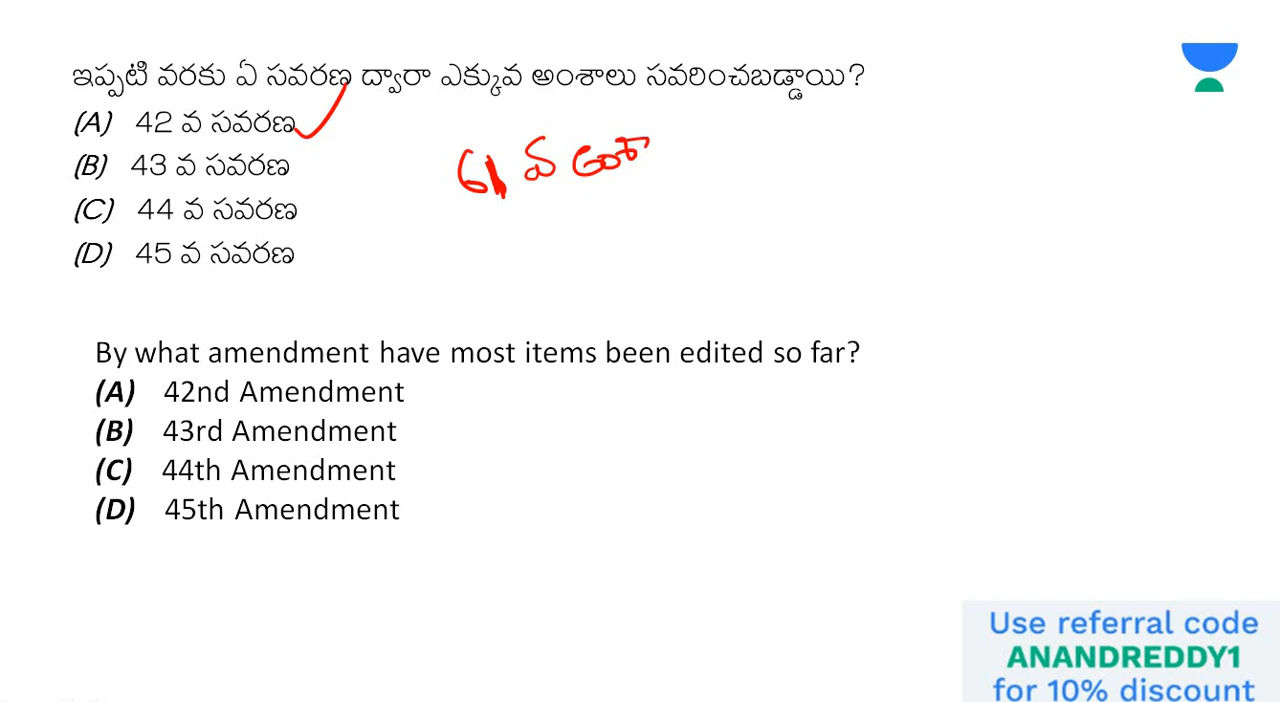 ఇప్పటి వరకు ఏ సవరణ ద్వారా ఎక్కువ అంశాలు సవరించబడ్డాయి?
(A) 42 వ సవరణ
(B) 43 వ సవరణ
61 వ
(C) 44 వ సవరణ
(D) 45 వ సవరణ
By what amendment have most items been edited so far?
(A) 42nd Amendment
(B) 43rd Amendment
(C) 44th Amendment
(D) 45th Amendment
Use referral code
ANANDREDDY1
for 10% discount